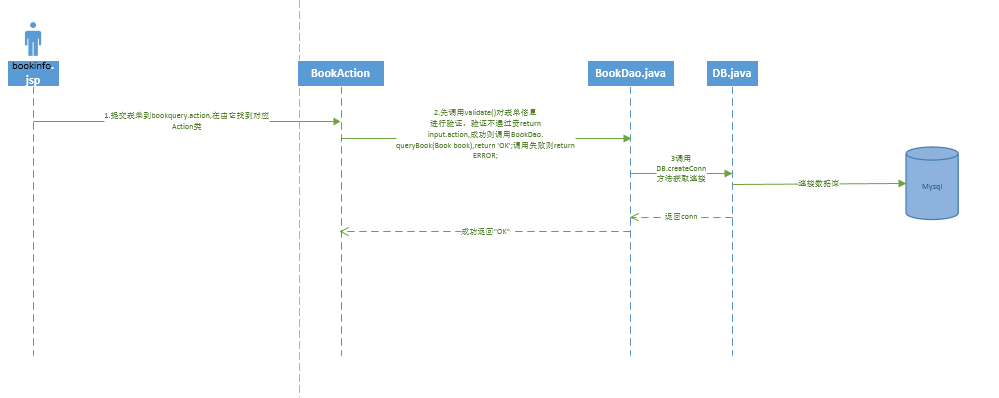 bookinfo.
jsp
BookAction
BookDao.java
DB.java
1.提交表单到bookquery.action,在由它找到对应
Action类
2.先调用validate()对表单信息
进行验证，验证不通过卖return
input.action,成功则调用BookDao.
queryBook(Book book),return 'OK';调用失败则return
ERROR;
3调用
DB.createConn
方法获取连接
连接数据库
Mysql
返回conn
成功返回"OK"